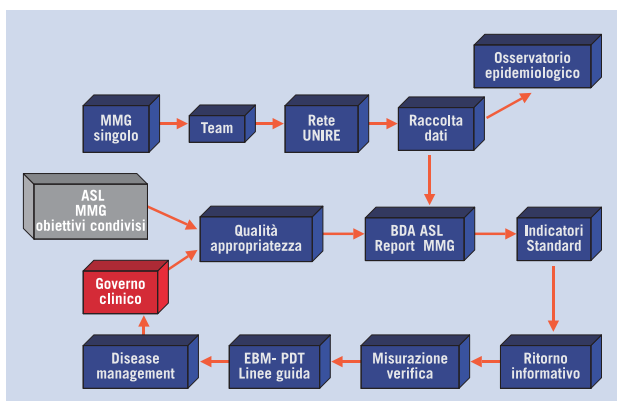 Osservatorio
epidemiologico
MMG
singolo
Team
Rete
UNIRE
Raccolta
dati
ASL
MMG
obiettivi condivisi
Qualità
appropriatezza
BDA ASL
Report MMG
Indicatori
Standard
Governo
clinico
Disease
management
EBM- PDT
Linee guida
Misurazione
verifica
Ritorno
informativo